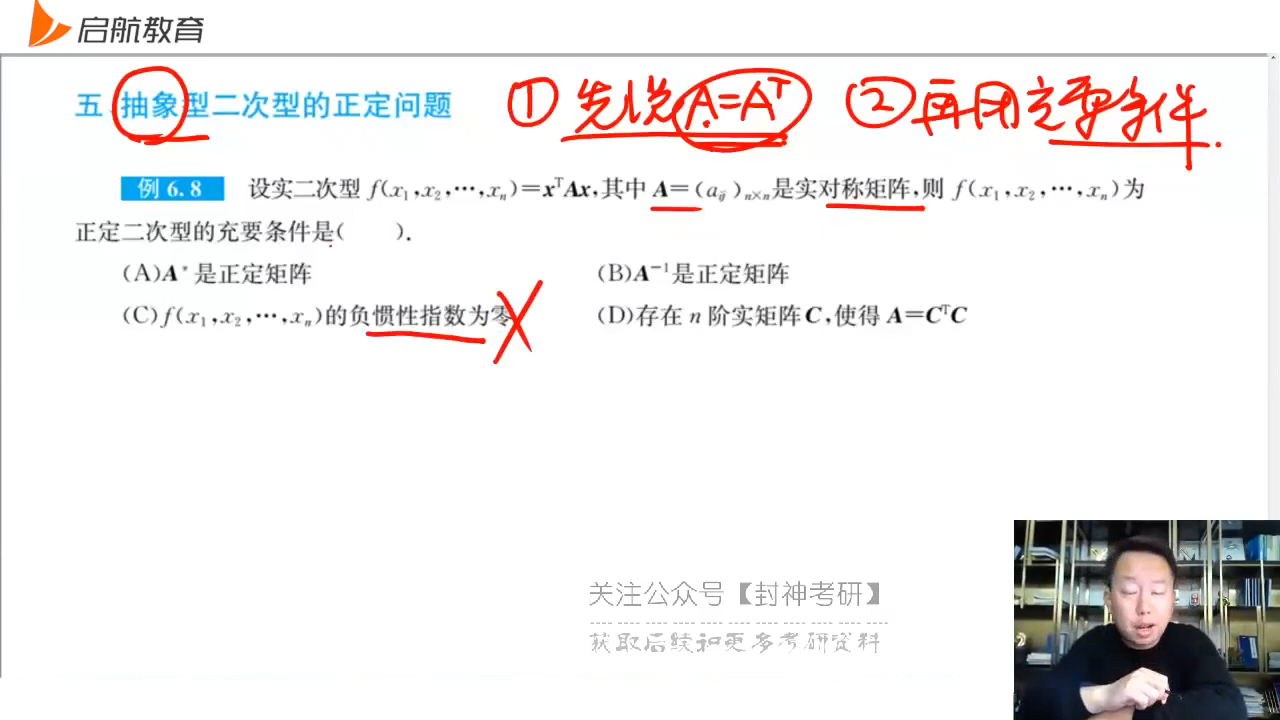 启航教育
五、抽象型二次型的正定问题 ①先说A=Aᵀ ②再用充要条件.
例 6.8 设实二次型 f(x₁,x₂,⋯,xₙ)=xᵀAx,其中 A=(aᵢⱼ)ₙ×ₙ是实对称矩阵,则 f(x₁,x₂,⋯,xₙ)为
正定二次型的充要条件是( ).
(A)A* 是正定矩阵 (B)A⁻¹是正定矩阵
(C)f(x₁,x₂,⋯,xₙ)的负惯性指数为零 (D)存在 n 阶实矩阵 C,使得 A=CᵀC
关注公众号【封神考研】
获取后续和更多考研资料